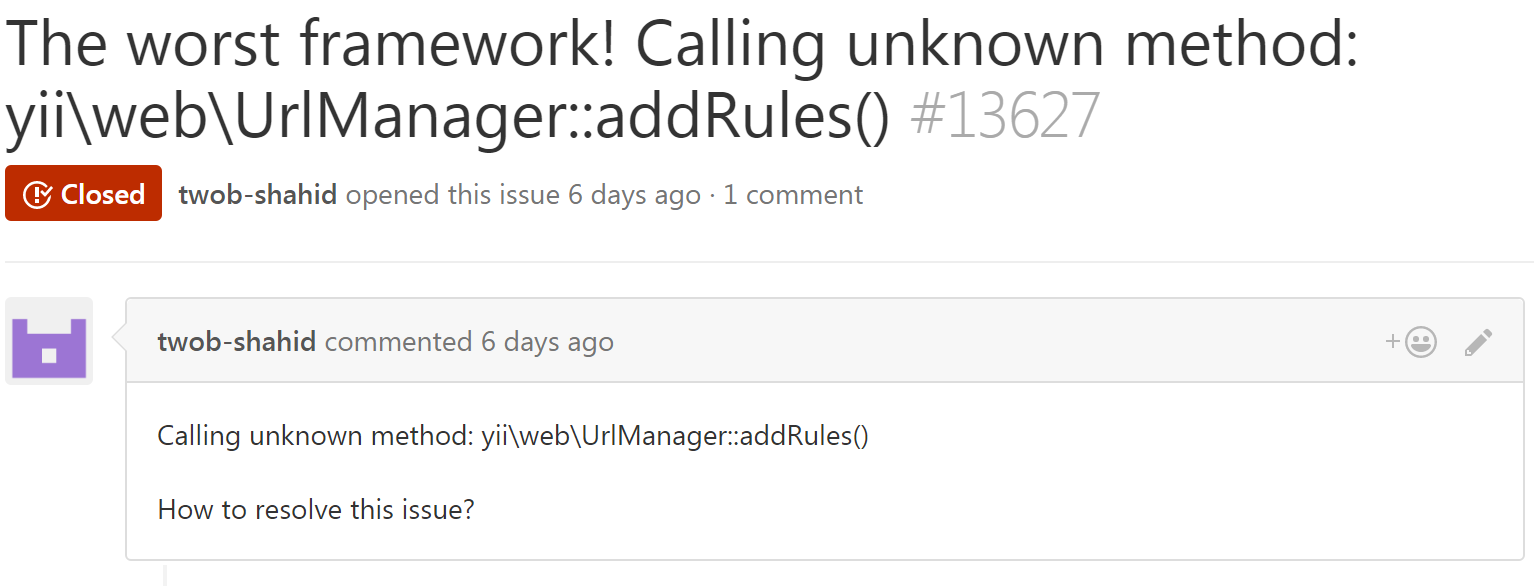 The worst framework! Calling unknown method:
yii\web\UrlManager::addRules() #13627
Closed twob-shahid opened this issue 6 days ago · 1 comment
twob-shahid commented 6 days ago
Calling unknown method: yii\web\UrlManager::addRules()
How to resolve this issue?